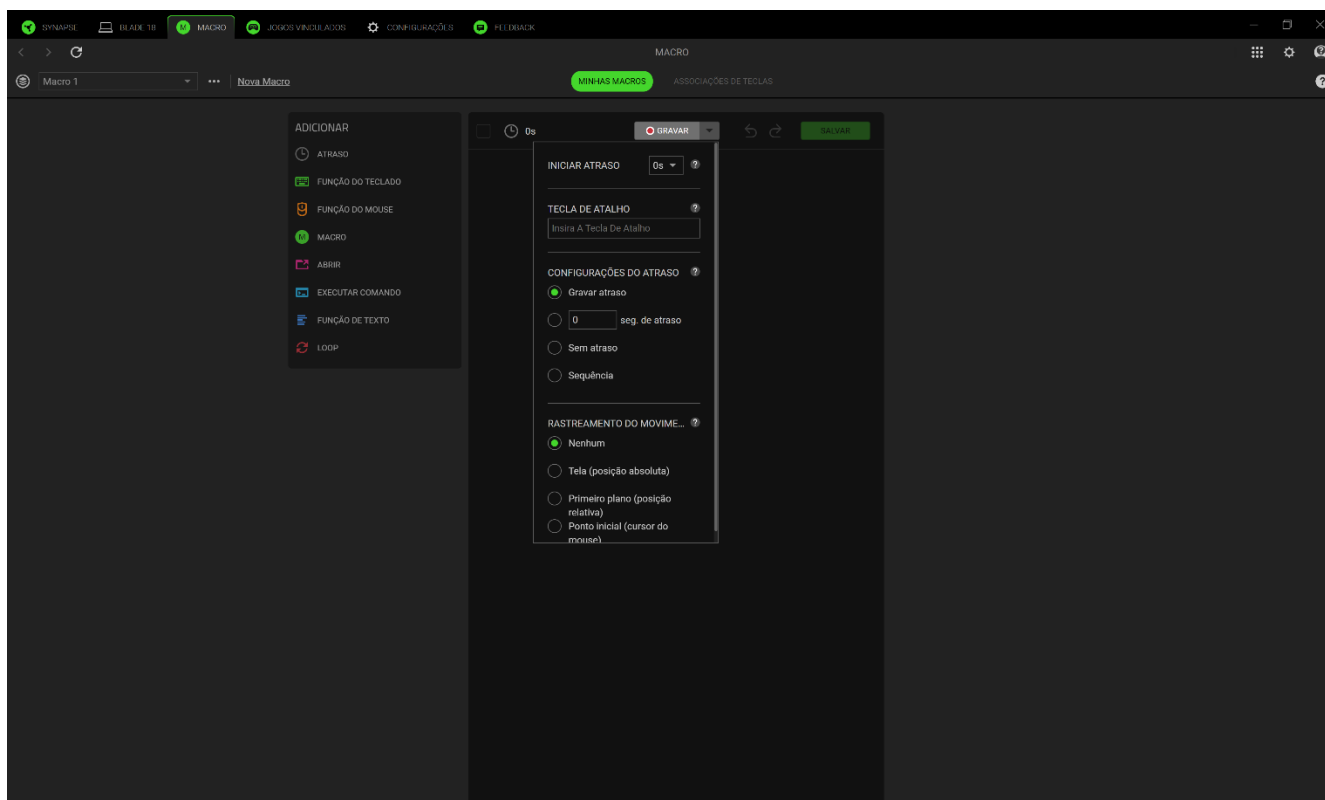 SYNAPSE BLADE 18 MACRO JOGOS VINCULADOS CONFIGURAÇÕES FEEDBACK
MACRO
Macro 1 Nova Macro MINHAS MACROS ASSOCIAÇÕES DE TECLAS
ADICIONAR
ATRASO
FUNÇÃO DO TECLADO
FUNÇÃO DO MOUSE
MACRO
ABRIR
EXECUTAR COMANDO
FUNÇÃO DE TEXTO
LOOP
0s GRAVAR SALVAR
INICIAR ATRASO 0s
TECLA DE ATALHO
Insira A Tecla De Atalho
CONFIGURAÇÕES DO ATRASO
Gravar atraso
0 seg. de atraso
Sem atraso
Sequência
RASTREAMENTO DO MOVIME...
Nenhum
Tela (posição absoluta)
Primeiro plano (posição
relativa)
Ponto inicial (cursor do
mouse)